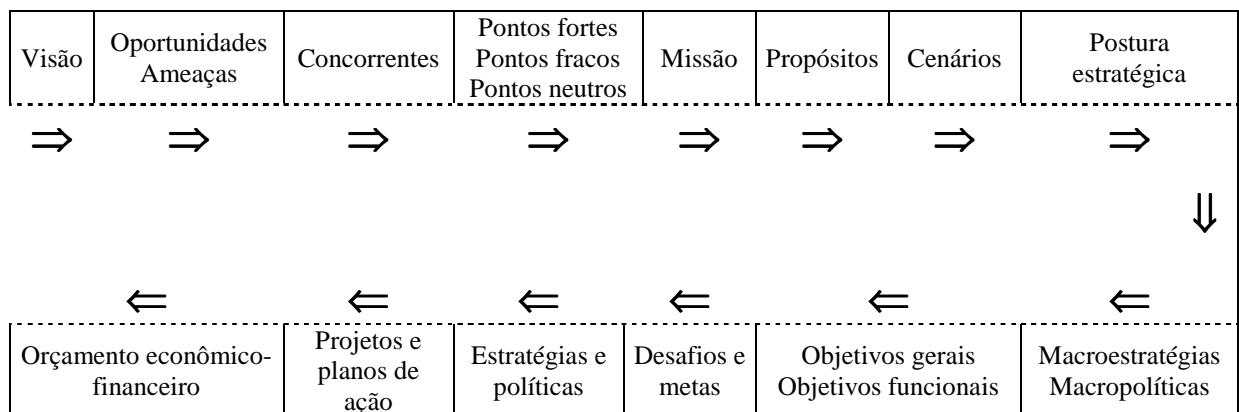 Visão
Oportunidades
Ameaças
Concorrentes
Pontos fortes
Pontos fracos
Pontos neutros
Missão
Propósitos
Cenários
Postura
estratégica
⇒ ⇒ ⇒ ⇒ ⇒ ⇒ ⇒ ⇒
⇓
⇐ ⇐ ⇐ ⇐ ⇐ ⇐
Orçamento econômico-
financeiro
Projetos e
planos de
ação
Estratégias e
políticas
Desafios e
metas
Objetivos gerais
Objetivos funcionais
Macroestratégias
Macropolíticas